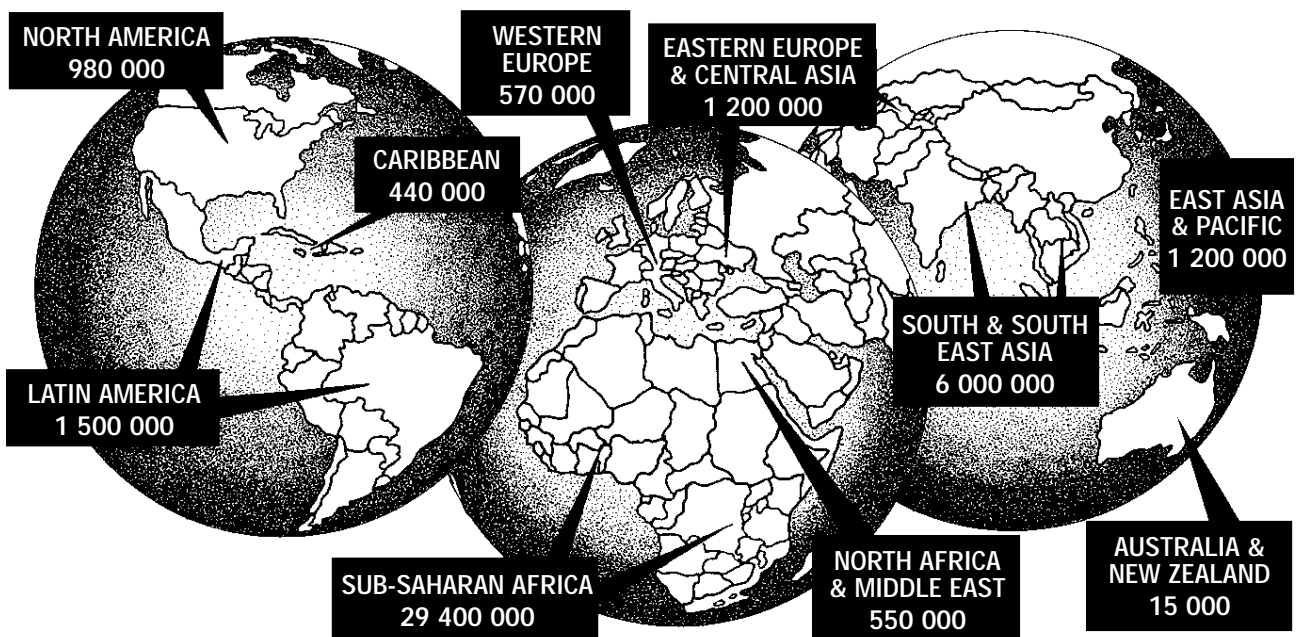 NORTH AMERICA
980 000
WESTERN
EUROPE
570 000
EASTERN EUROPE
& CENTRAL ASIA
1 200 000
CARIBBEAN
440 000
EAST ASIA
& PACIFIC
1 200 000
SOUTH & SOUTH
EAST ASIA
6 000 000
LATIN AMERICA
1 500 000
SUB-SAHARAN AFRICA
29 400 000
NORTH AFRICA
& MIDDLE EAST
550 000
AUSTRALIA &
NEW ZEALAND
15 000